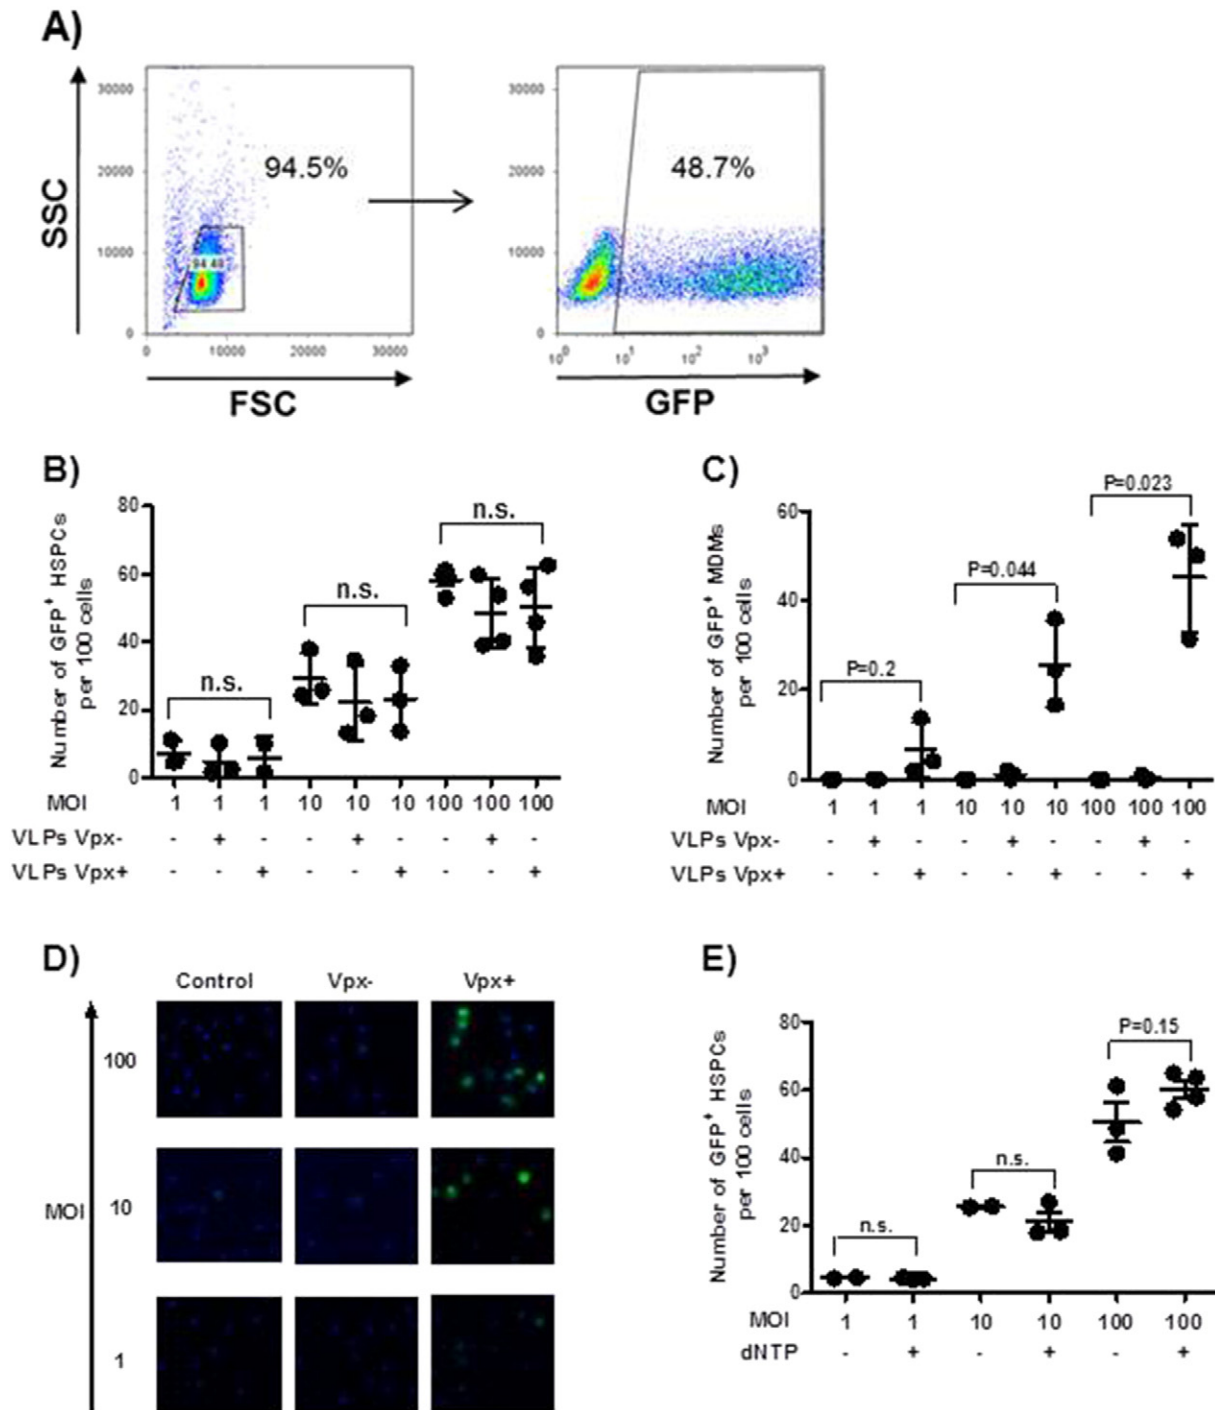 A)
30000 30000
94.5% 48.7%
20000 20000
SSC
10000 10000
94.48
0 0
0 10000 20000 30000 10⁰ 10¹ 10² 10³
FSC GFP
B)
Number of GFP⁺ HSPCs per 100 cells
80
60
40
20
0
n.s. n.s. n.s.
MOI 1 1 1 10 10 10 100 100 100
VLPs Vpx- - + - - + - - + -
VLPs Vpx+ - - + - - + - - +
C)
Number of GFP⁺ MDMs per 100 cells
60
40
20
0
P=0.2 P=0.044 P=0.023
MOI 1 1 1 10 10 10 100 100 100
VLPs Vpx- - + - - + - - + -
VLPs Vpx+ - - + - - + - - +
D)
Control Vpx- Vpx+
100
10
1
MOI
E)
Number of GFP⁺ HSPCs per 100 cells
80
60
40
20
0
n.s. n.s. P=0.15
MOI 1 1 10 10 100 100
dNTP - + - + - +